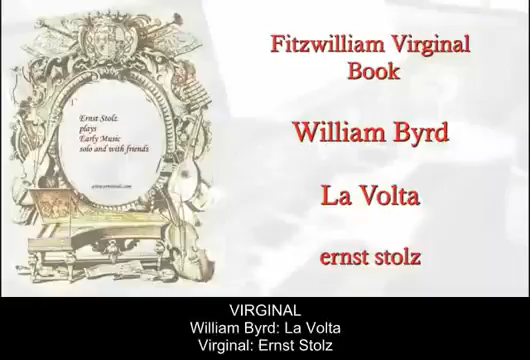 Ernst Stolz
plays
Early Music
solo and with friends
Fitzwilliam Virginal
Book
William Byrd
La Volta
ernst stolz
VIRGINAL
William Byrd: La Volta
Virginal: Ernst Stolz